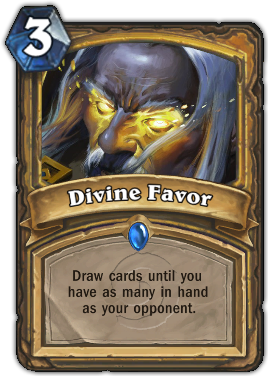 3
Divine Favor
Draw cards until you
have as many in hand
as your opponent.